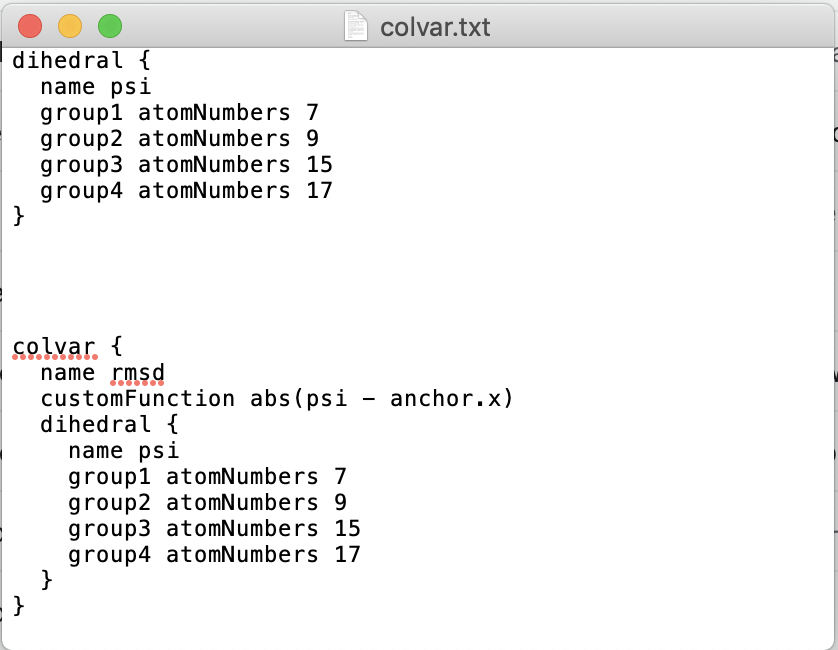 colvar.txt
dihedral {
  name psi
  group1 atomNumbers 7
  group2 atomNumbers 9
  group3 atomNumbers 15
  group4 atomNumbers 17
}
colvar {
  name rmsd
  customFunction abs(psi - anchor.x)
  dihedral {
    name psi
    group1 atomNumbers 7
    group2 atomNumbers 9
    group3 atomNumbers 15
    group4 atomNumbers 17
  }
}